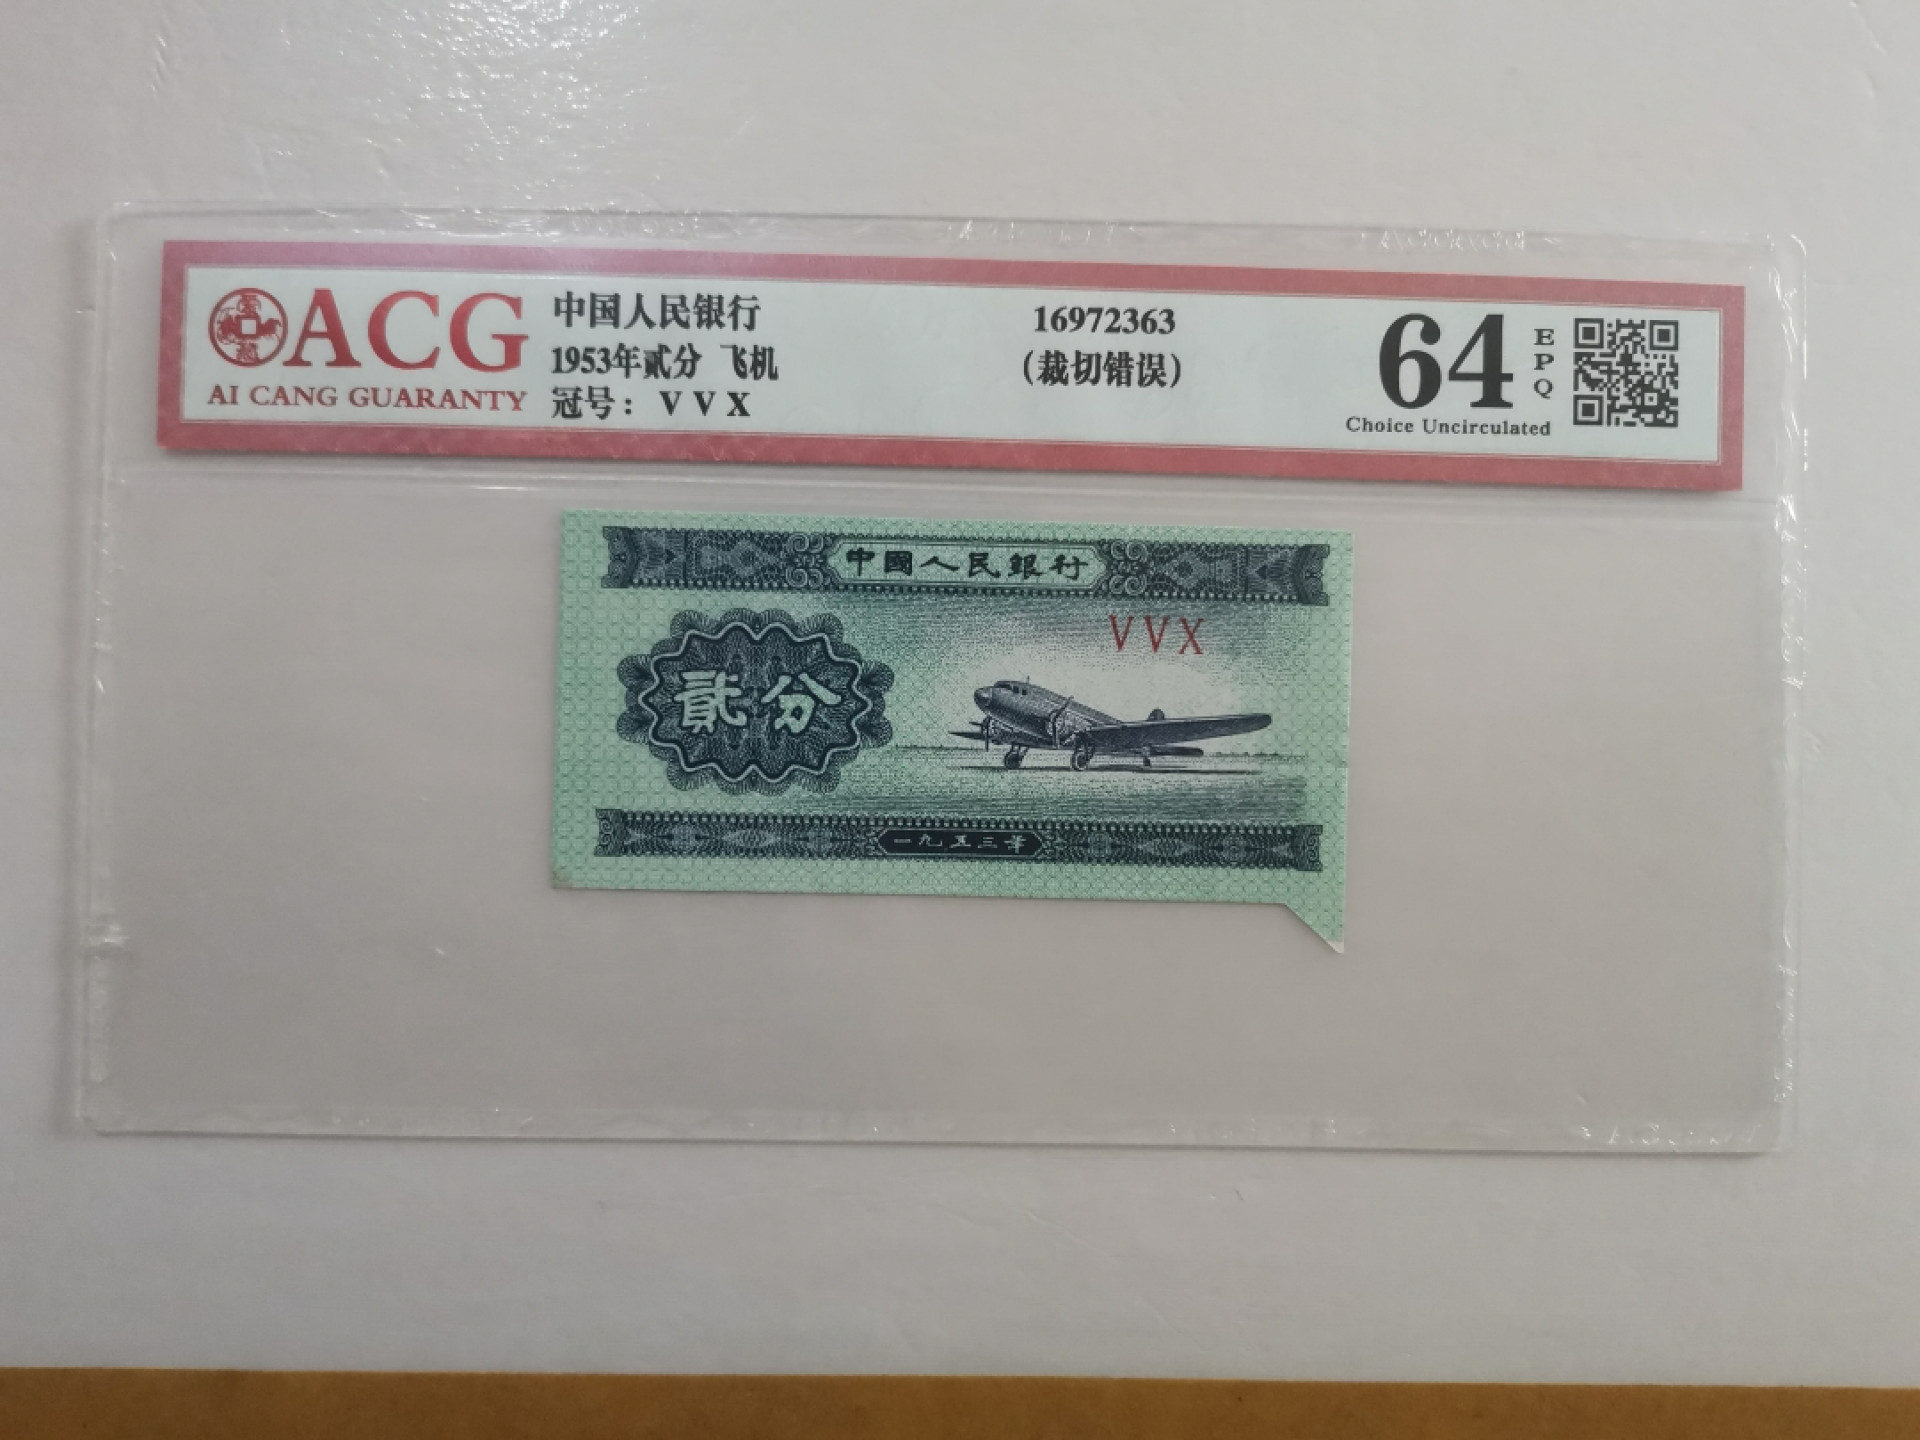 ACG
AI CANG GUARANTY
中国人民银行
1953年贰分 飞机
冠号： V V X
16972363
（裁切错误）
64
EPQ
Choice Uncirculated
中國人民銀行
VVX
貳分
一九五三年